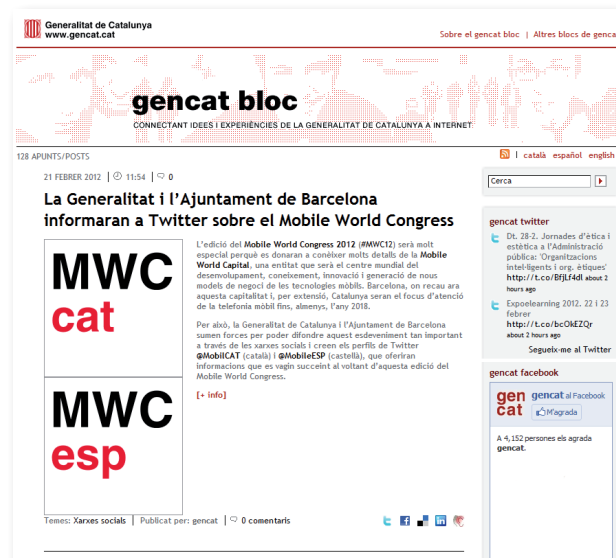 Generalitat de Catalunya
www.gencat.cat
Sobre el gencat bloc | Altres blocs de genca
gencat bloc
CONNECTANT IDEES I EXPERIÈNCIES DE LA GENERALITAT DE CATALUNYA A INTERNET
128 APUNTS/POSTS
català español english
21 FEBRER 2012 | 11:54 | 0
La Generalitat i l'Ajuntament de Barcelona
informaran a Twitter sobre el Mobile World Congress
MWC
cat
MWC
esp
L'edició del Mobile World Congress 2012 (#MWC12) serà molt
especial perquè es donaran a conèixer molts detalls de la Mobile
World Capital, una entitat que serà el centre mundial del
desenvolupament, coneixement, innovació i generació de nous
models de negoci de les tecnologies mòbils. Barcelona, on recau ara
aquesta capitalitat i, per extensió, Catalunya seran el focus d'atenció
de la telefonia mòbil fins, almenys, l'any 2018.
Per això, la Generalitat de Catalunya i l'Ajuntament de Barcelona
sumen forces per poder difondre aquest esdeveniment tan important
a través de les xarxes socials i creen els perfils de Twitter
@MobilCAT (català) i @MobileESP (castellà), que oferiran
informacions que es vagin succeint al voltant d'aquesta edició del
Mobile World Congress.
[+ info]
Temes: Xarxes socials | Publicat per: gencat | 0 comentaris
Cerca
gencat twitter
Dt. 28-2. Jornades d'ètica i
estètica a l'Administració
pública: 'Organitzacions
intel·ligents i org. ètiques'
http://t.co/BfjLf4dl about 2
hours ago
Expoelearning 2012. 22 i 23
febrer
http://t.co/bcOkEZQr
about 2 hours ago
Segueix-me al Twitter
gencat facebook
gen
cat
gencat al Facebook
M'agrada
A 4,152 persones els agrada
gencat.